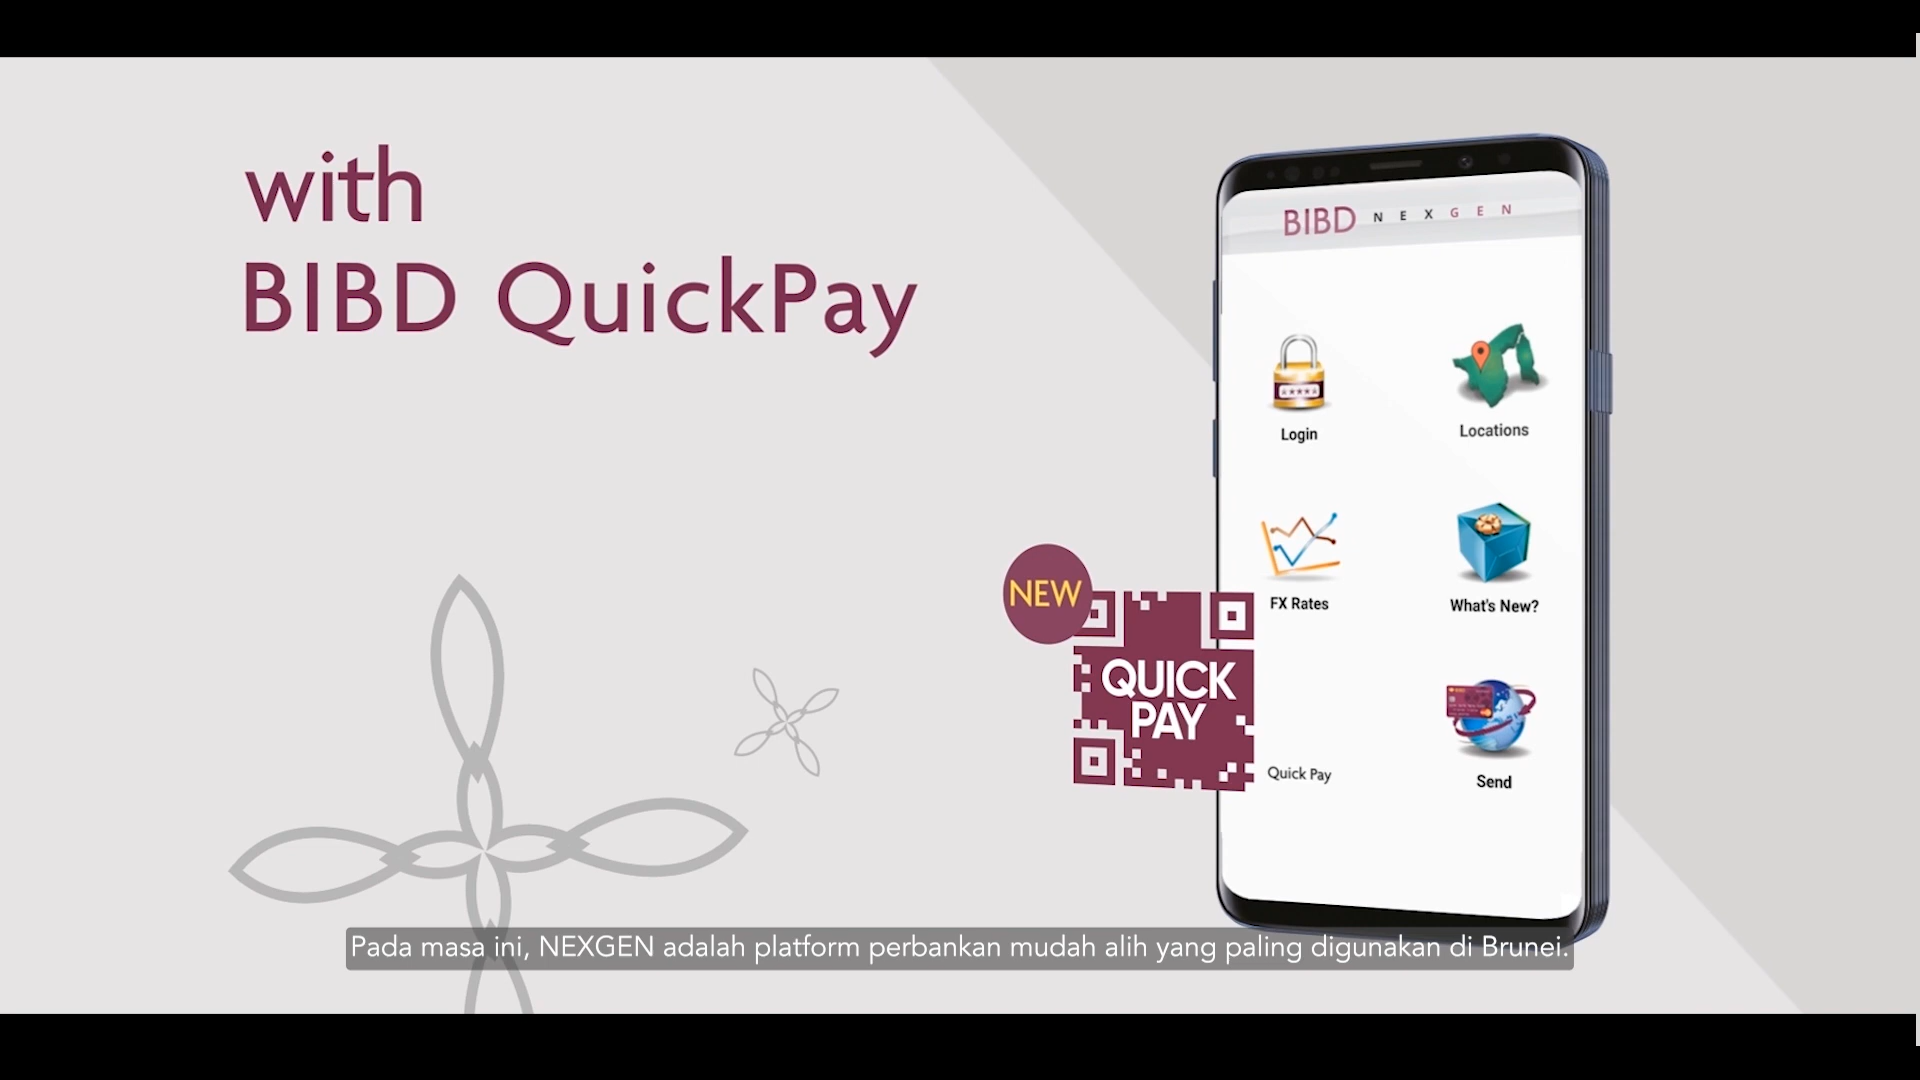 with
BIBD QuickPay
BIBD NEXGEN
Login
Locations
FX Rates
What's New?
NEW
QUICK
PAY
Quick Pay
Send
Pada masa ini, NEXGEN adalah platform perbankan mudah alih yang paling digunakan di Brunei.